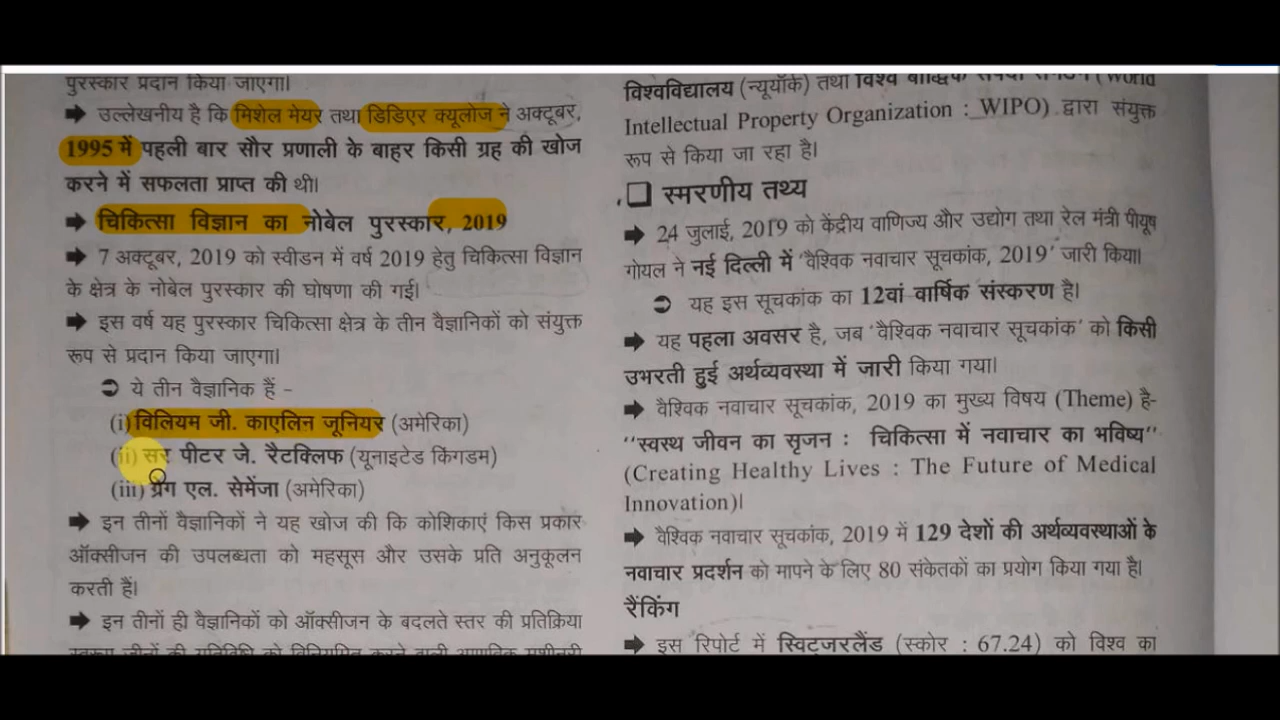 पुरस्कार प्रदान किया जाएगा।
➡ उल्लेखनीय है कि मिशेल मेयर तथा डिडिएर क्यूलोज ने अक्टूबर,
1995 में पहली बार सौर प्रणाली के बाहर किसी ग्रह की खोज
करने में सफलता प्राप्त की थी।
➡ चिकित्सा विज्ञान का नोबेल पुरस्कार, 2019
➡ 7 अक्टूबर, 2019 को स्वीडन में वर्ष 2019 हेतु चिकित्सा विज्ञान
के क्षेत्र के नोबेल पुरस्कार की घोषणा की गई।
➡ इस वर्ष यह पुरस्कार चिकित्सा क्षेत्र के तीन वैज्ञानिकों को संयुक्त
रूप से प्रदान किया जाएगा।
➲ ये तीन वैज्ञानिक हैं –
(i) विलियम जी. काएलिन जूनियर (अमेरिका)
(ii) सर पीटर जे. रैटक्लिफ (यूनाइटेड किंगडम)
(iii) ग्रेग एल. सेमेंजा (अमेरिका)
➡ इन तीनों वैज्ञानिकों ने यह खोज की कि कोशिकाएं किस प्रकार
ऑक्सीजन की उपलब्धता को महसूस और उसके प्रति अनुकूलन
करती हैं।
➡ इन तीनों ही वैज्ञानिकों को ऑक्सीजन के बदलते स्तर की प्रतिक्रिया
विश्वविद्यालय (न्यूयॉर्क) तथा विश्व बौद्धिक संपदा संगठन (World
Intellectual Property Organization : WIPO) द्वारा संयुक्त
रूप से किया जा रहा है।
❑ स्मरणीय तथ्य
➡ 24 जुलाई, 2019 को केंद्रीय वाणिज्य और उद्योग तथा रेल मंत्री पीयूष
गोयल ने नई दिल्ली में 'वैश्विक नवाचार सूचकांक, 2019' जारी किया।
➲ यह इस सूचकांक का 12वां वार्षिक संस्करण है।
➡ यह पहला अवसर है, जब 'वैश्विक नवाचार सूचकांक' को किसी
उभरती हुई अर्थव्यवस्था में जारी किया गया।
➡ वैश्विक नवाचार सूचकांक, 2019 का मुख्य विषय (Theme) है-
"स्वस्थ जीवन का सृजन : चिकित्सा में नवाचार का भविष्य"
(Creating Healthy Lives : The Future of Medical
Innovation)।
➡ वैश्विक नवाचार सूचकांक, 2019 में 129 देशों की अर्थव्यवस्थाओं के
नवाचार प्रदर्शन को मापने के लिए 80 संकेतकों का प्रयोग किया गया है।
रैंकिंग
➡ इस रिपोर्ट में स्विट्जरलैंड (स्कोर : 67.24) को विश्व का